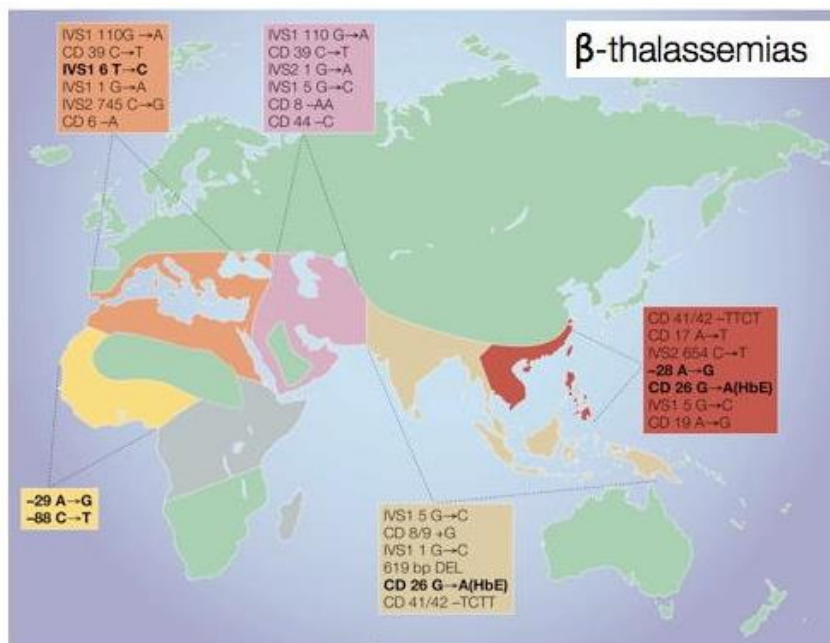 β-thalassemias
IVS1 110G→A
CD 39 C→T
IVS1 6 T→C
IVS1 1 G→A
IVS2 745 C→G
CD 6 –A
IVS1 110 G→A
CD 39 C→T
IVS2 1 G→A
IVS1 5 G→C
CD 8 –AA
CD 44 –C
CD 41/42 –TTCT
CD 17 A→T
IVS2 654 C→T
–28 A→G
CD 26 G→A(HbE)
IVS1 5 G→C
CD 19 A→G
–29 A→G
–88 C→T
IVS1 5 G→C
CD 8/9 +G
IVS1 1 G→C
619 bp DEL
CD 26 G→A(HbE)
CD 41/42 –TCTT